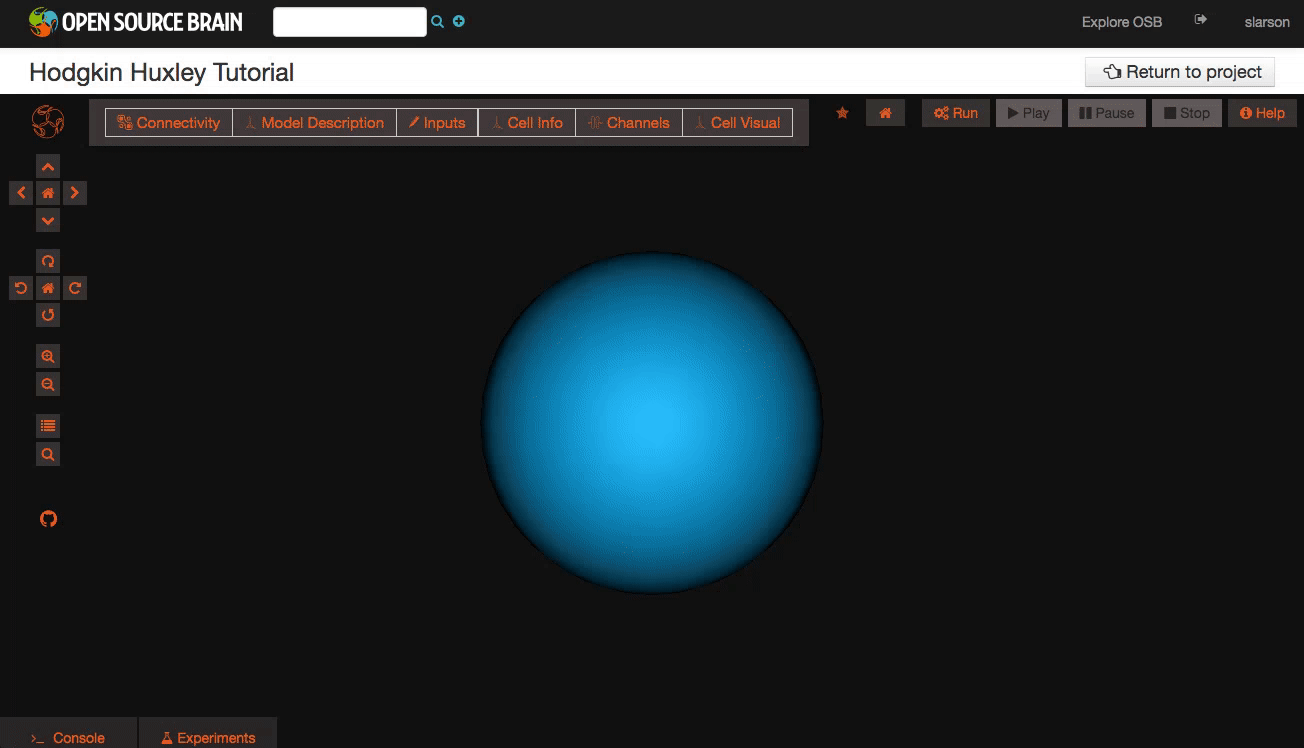 OPEN SOURCE BRAIN
Explore OSB
slarson
Hodgkin Huxley Tutorial
Return to project
Connectivity
Model Description
Inputs
Cell Info
Channels
Cell Visual
Run
Play
Pause
Stop
Help
>_ Console
Experiments